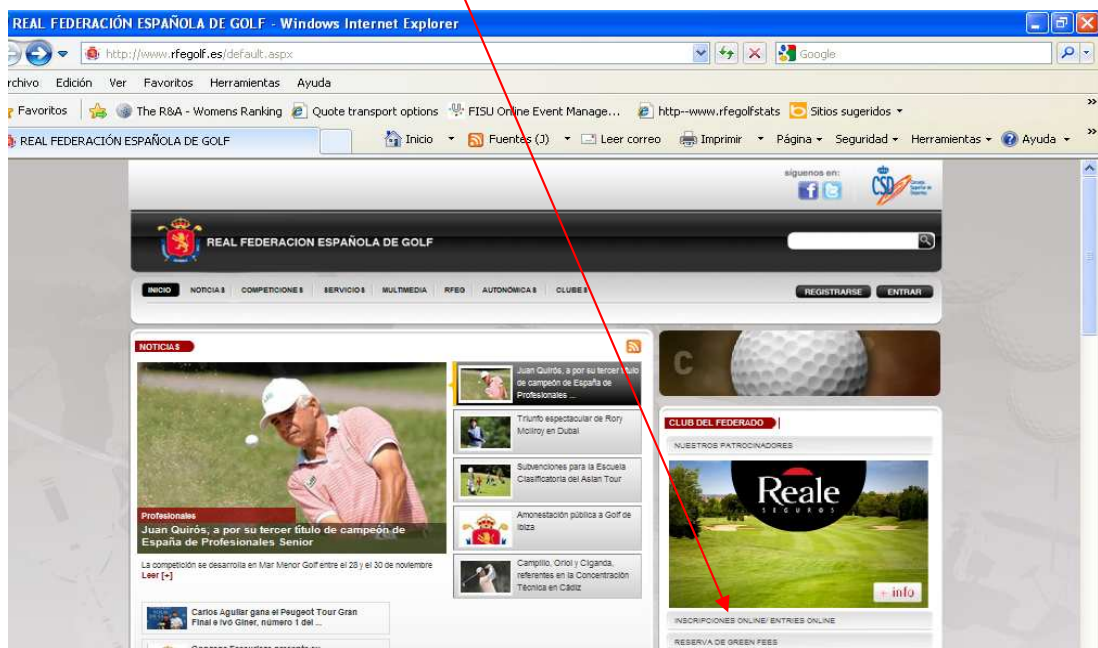 REAL FEDERACIÓN ESPAÑOLA DE GOLF - Windows Internet Explorer
http://www.rfegolf.es/default.aspx
Google
rchivo Edición Ver Favoritos Herramientas Ayuda
Favoritos The R&A - Womens Ranking Quote transport options FISU Online Event Manage... http--www.rfegolfstats Sitios sugeridos
REAL FEDERACIÓN ESPAÑOLA DE GOLF
Inicio Fuentes (J) Leer correo Imprimir Página Seguridad Herramientas Ayuda
síguenos en:
CSD
REAL FEDERACION ESPAÑOLA DE GOLF
INICIO NOTICIAS COMPETICIONES SERVICIOS MULTIMEDIA RFEG AUTONÓMICAS CLUBES
REGISTRARSE ENTRAR
NOTICIAS
Profesionales
Juan Quirós, a por su tercer título de campeón de
España de Profesionales Senior
La competición se desarrolla en Mar Menor Golf entre el 28 y el 30 de noviembre
Leer [+]
Carlos Aguilar gana el Peugeot Tour Gran
Final e Ivó Giner, número 1 del ...
Juan Quirós, a por su tercer título
de campeón de España de
Profesionales ...
Triunfo espectacular de Rory
McIlroy en Dubai
Subvenciones para la Escuela
Clasificatoria del Asian Tour
Amonestación pública a Golf de
Ibiza
Campillo, Oriol y Ciganda,
referentes en la Concentración
Técnica en Cádiz
C
CLUB DEL FEDERADO
NUESTROS PATROCINADORES
Reale
SEGUROS
+ info
INSCRIPCIONES ONLINE/ ENTRIES ONLINE
RESERVA DE GREEN FEES